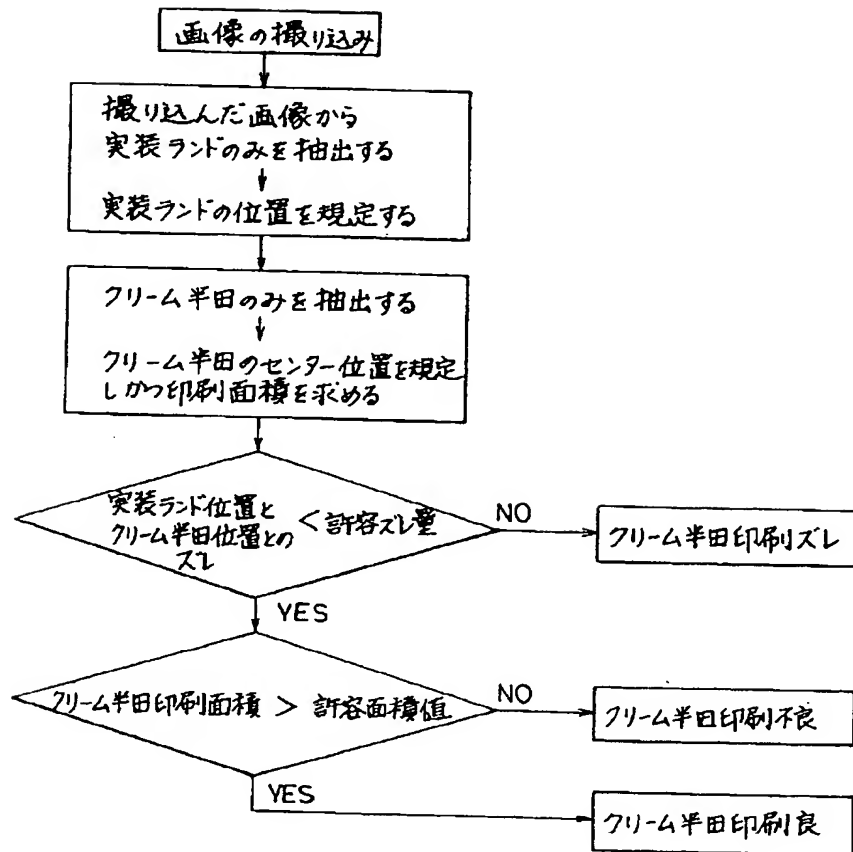 画像の撮り込み
撮り込んだ画像から
実装ランドのみを抽出する
実装ランドの位置を規定する
クリーム半田のみを抽出する
クリーム半田のセンター位置を規定
しかつ印刷面積を求める
実装ランド位置と
クリーム半田位置との
ズレ
< 許容ズレ量
NO
クリーム半田印刷ズレ
YES
クリーム半田印刷面積 > 許容面積値
NO
クリーム半田印刷不良
YES
クリーム半田印刷良